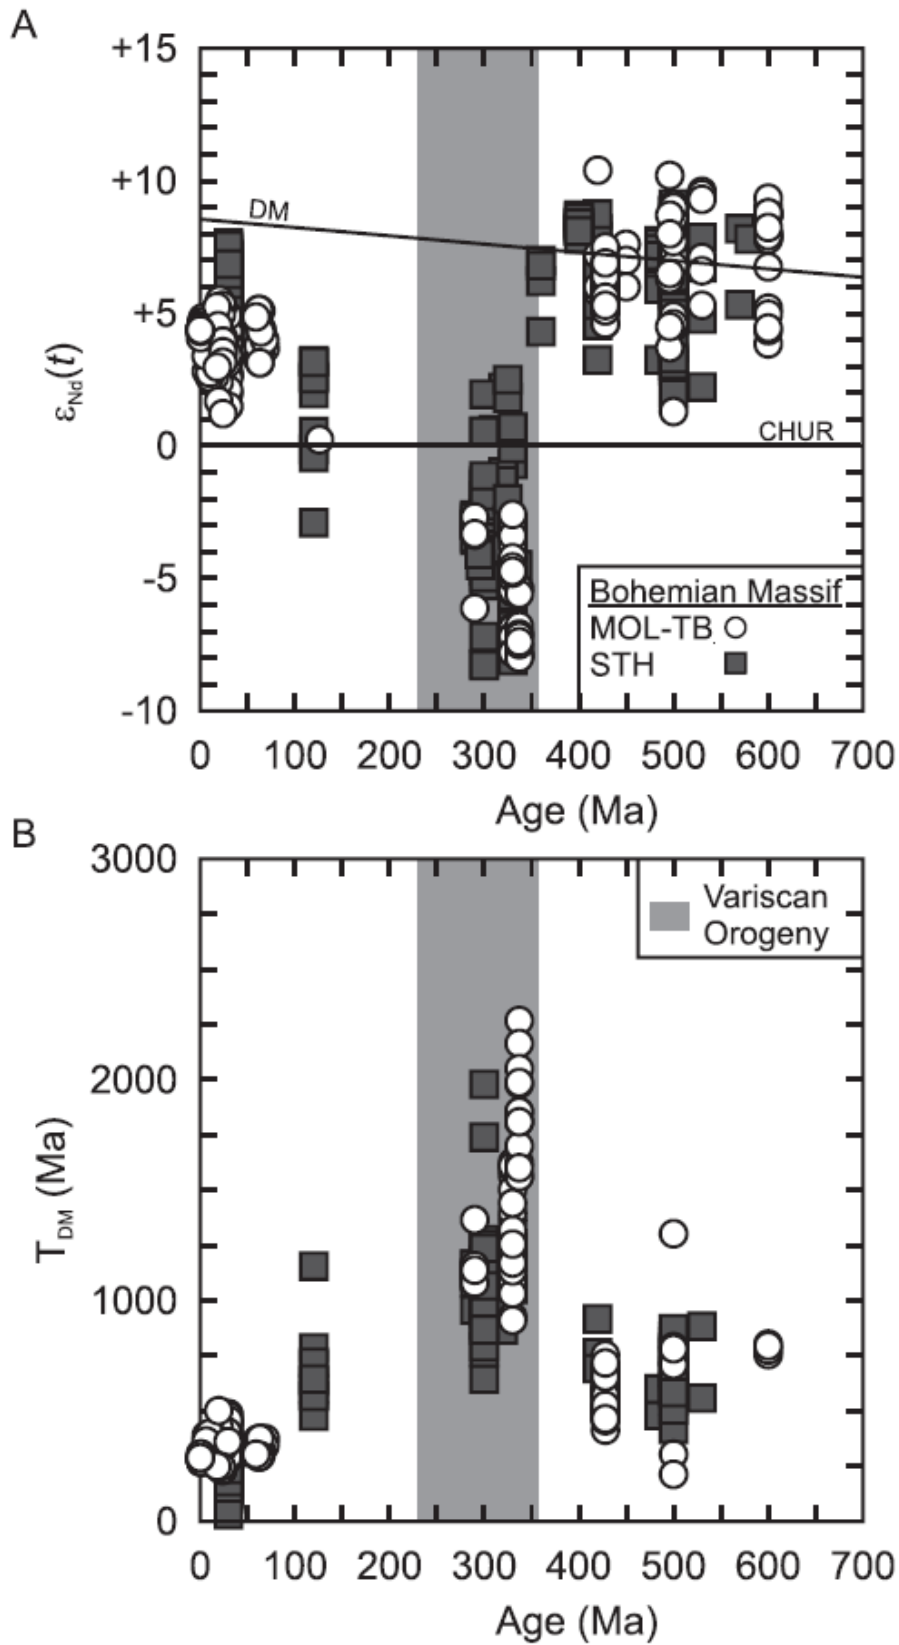 A
+15
+10
+5
0
-5
-10
εNd(t)
DM
CHUR
Bohemian Massif
MOL-TB
STH
0 100 200 300 400 500 600 700
Age (Ma)
B
3000
2000
1000
0
TDM (Ma)
Variscan
Orogeny
0 100 200 300 400 500 600 700
Age (Ma)